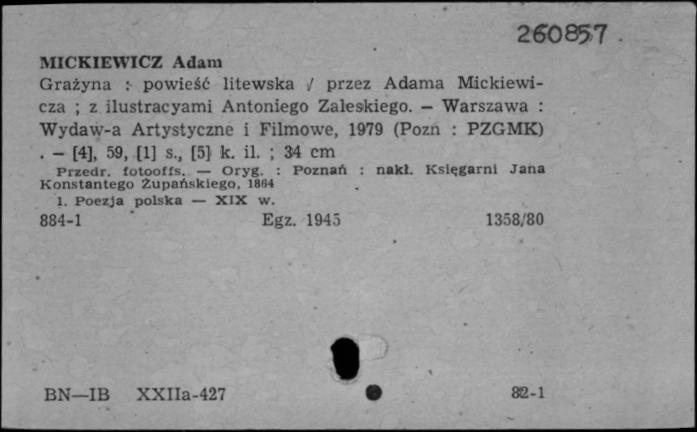 260857
MICKIEWICZ Adam
Grażyna : powieść litewska / przez Adama Mickiewi-
cza ; z ilustracyami Antoniego Zaleskiego. — Warszawa :
Wydaw-a Artystyczne i Filmowe, 1979 (Pozn : PZGMK)
. — [4], 59, [1] s., [5] k. il. ; 34 cm
Przedr. fotooffs. — Oryg. : Poznań : nakł. Księgarni Jana
Konstantego Żupańskiego, 1864
1. Poezja polska — XIX w.
884-1 Egz. 1945 1358/80
BN—IB XXIIa-427 82-1